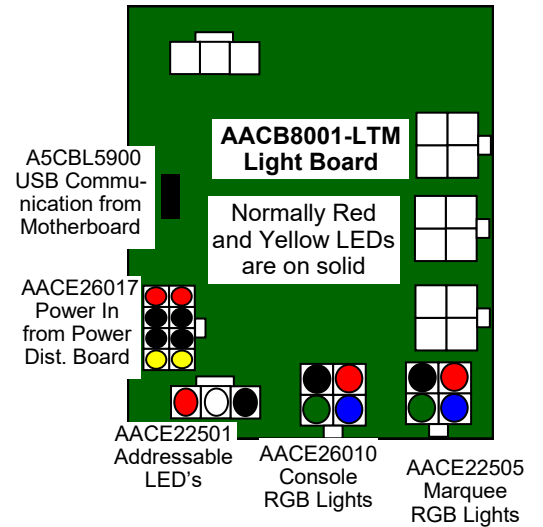 AACB8001-LTM
Light Board
A5CBL5900
USB Commu-
nication from
Motherboard
Normally Red
and Yellow LEDs
are on solid
AACE26017
Power In
from Power
Dist. Board
AACE22501
Addressable
LED's
AACE26010
Console
RGB Lights
AACE22505
Marquee
RGB Lights